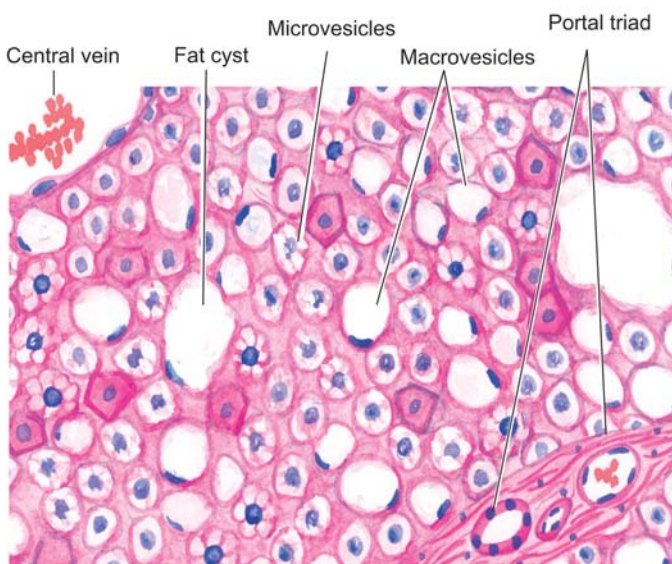 Portal triad
Microvesicles
Central vein
Fat cyst
Macrovesicles